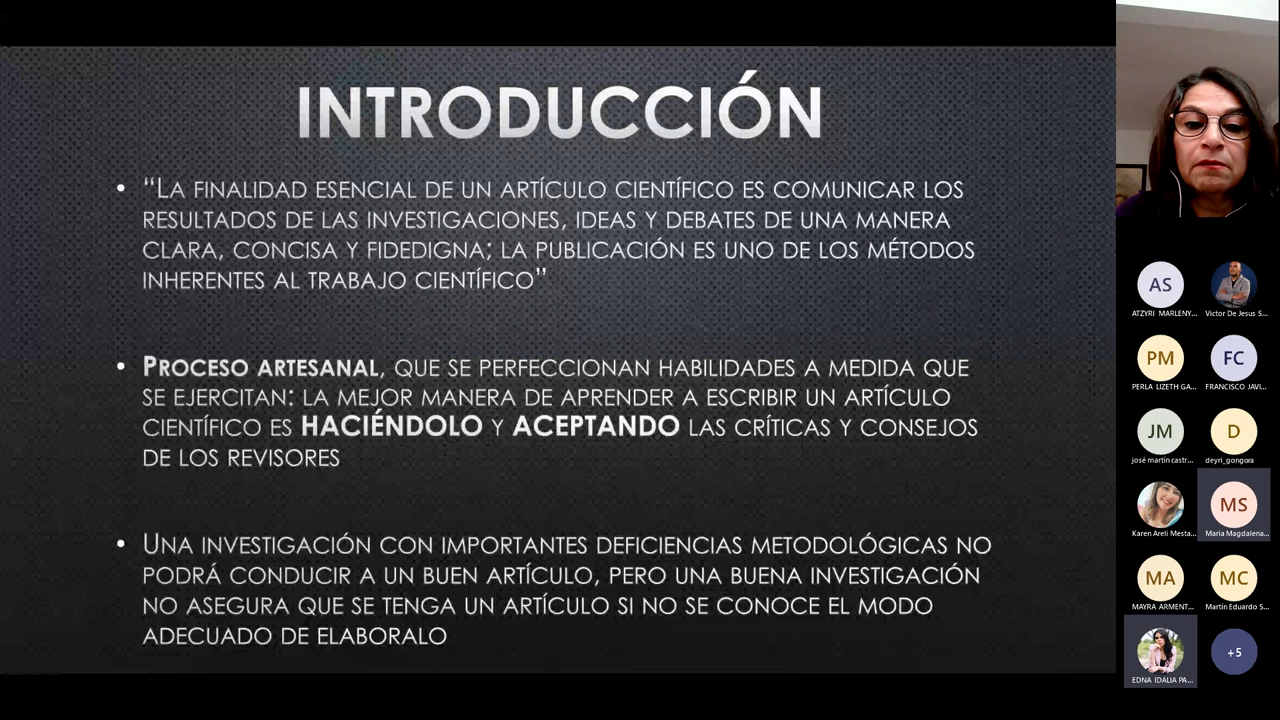 INTRODUCCIÓN
• “LA FINALIDAD ESENCIAL DE UN ARTÍCULO CIENTÍFICO ES COMUNICAR LOS
RESULTADOS DE LAS INVESTIGACIONES, IDEAS Y DEBATES DE UNA MANERA
CLARA, CONCISA Y FIDEDIGNA; LA PUBLICACIÓN ES UNO DE LOS MÉTODOS
INHERENTES AL TRABAJO CIENTÍFICO”
• PROCESO ARTESANAL, QUE SE PERFECCIONAN HABILIDADES A MEDIDA QUE
SE EJERCITAN: LA MEJOR MANERA DE APRENDER A ESCRIBIR UN ARTÍCULO
CIENTÍFICO ES HACIÉNDOLO Y ACEPTANDO LAS CRÍTICAS Y CONSEJOS
DE LOS REVISORES
• UNA INVESTIGACIÓN CON IMPORTANTES DEFICIENCIAS METODOLÓGICAS NO
PODRÁ CONDUCIR A UN BUEN ARTÍCULO, PERO UNA BUENA INVESTIGACIÓN
NO ASEGURA QUE SE TENGA UN ARTÍCULO SI NO SE CONOCE EL MODO
ADECUADO DE ELABORALO
AS
ATZYRI MARLENY...
Victor De Jesus S...
PM
PERLA LIZETH GA...
FC
FRANCISCO JAVI...
JM
josé martin castr...
D
deyri_gongora
Karen Areli Mesta...
MS
Maria Magdalena...
MA
MAYRA ARMENT...
MC
Martín Eduardo S...
EDNA IDALIA PA...
+5